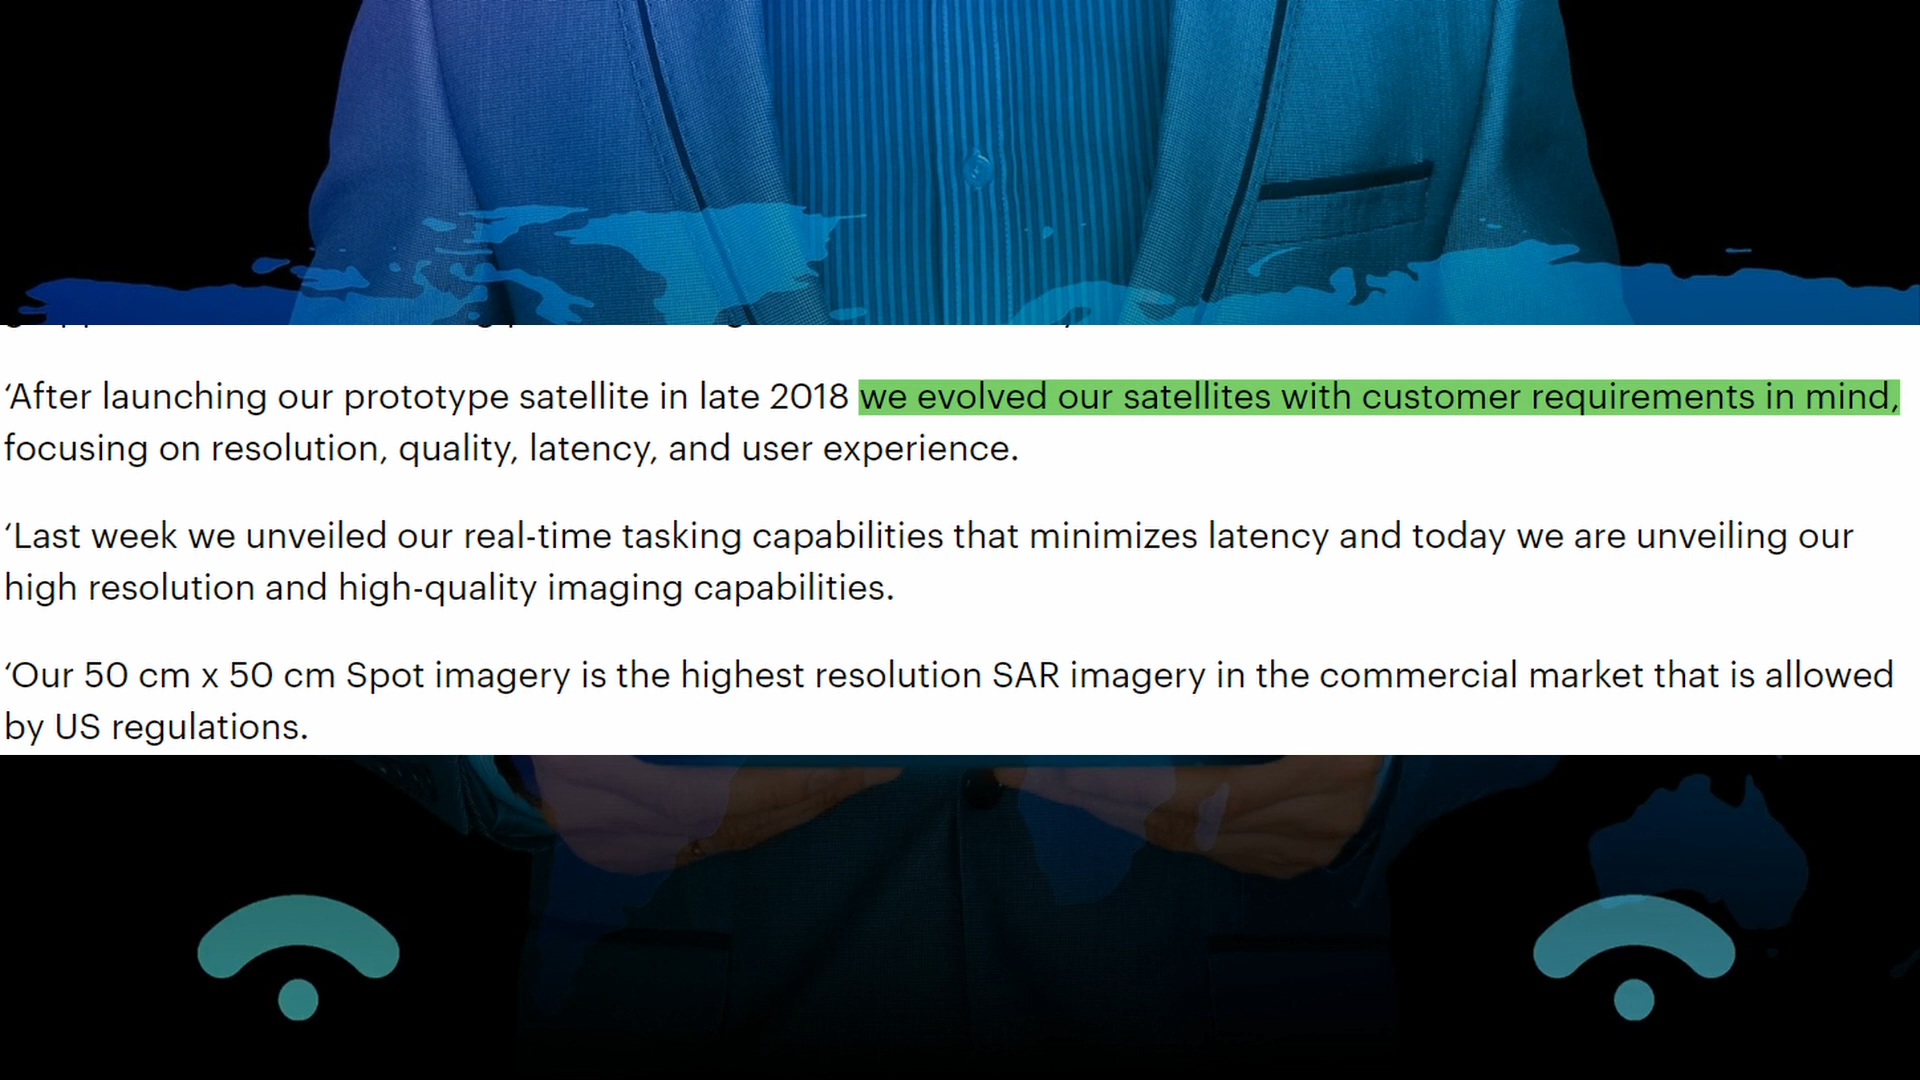 ‘After launching our prototype satellite in late 2018 we evolved our satellites with customer requirements in mind,
focusing on resolution, quality, latency, and user experience.
‘Last week we unveiled our real-time tasking capabilities that minimizes latency and today we are unveiling our
high resolution and high-quality imaging capabilities.
‘Our 50 cm x 50 cm Spot imagery is the highest resolution SAR imagery in the commercial market that is allowed
by US regulations.